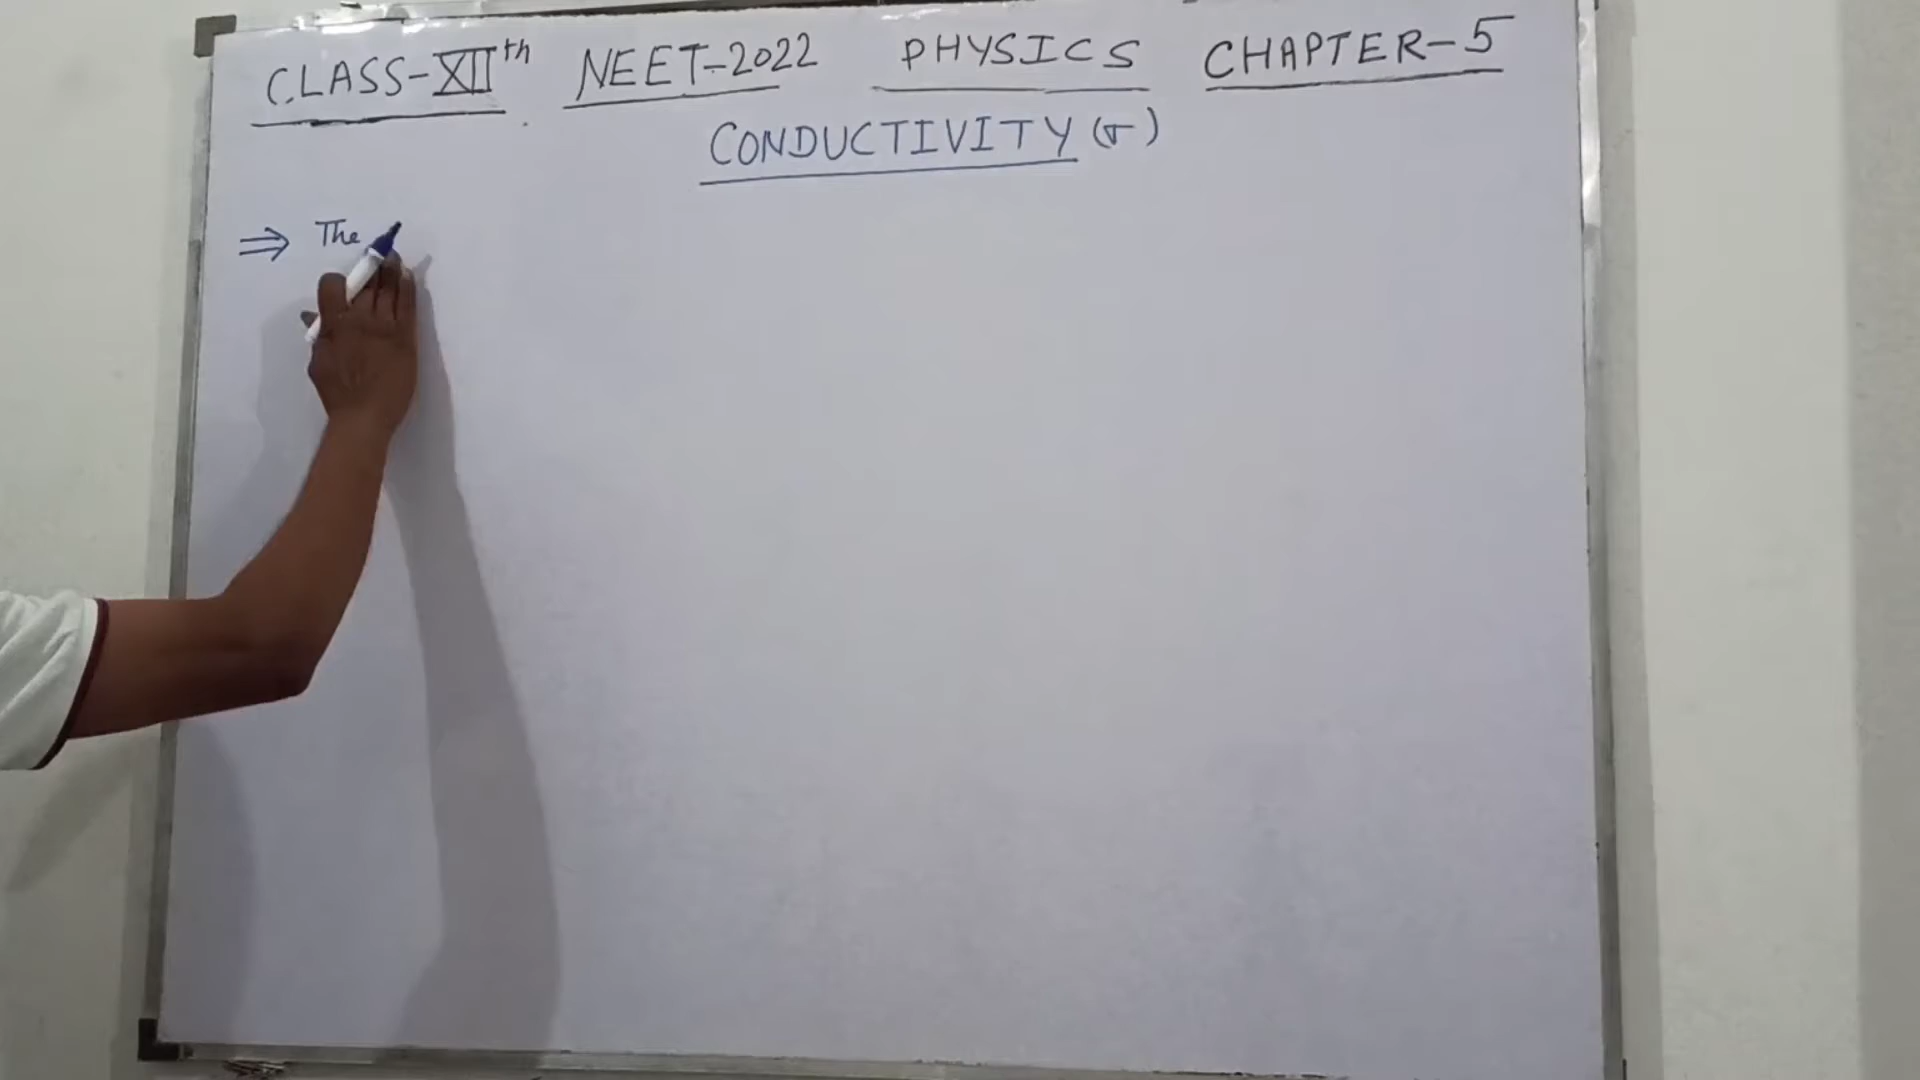 CLASS-XIIth NEET-2022 PHYSICS CHAPTER-5
CONDUCTIVITY (σ)
⇒ The